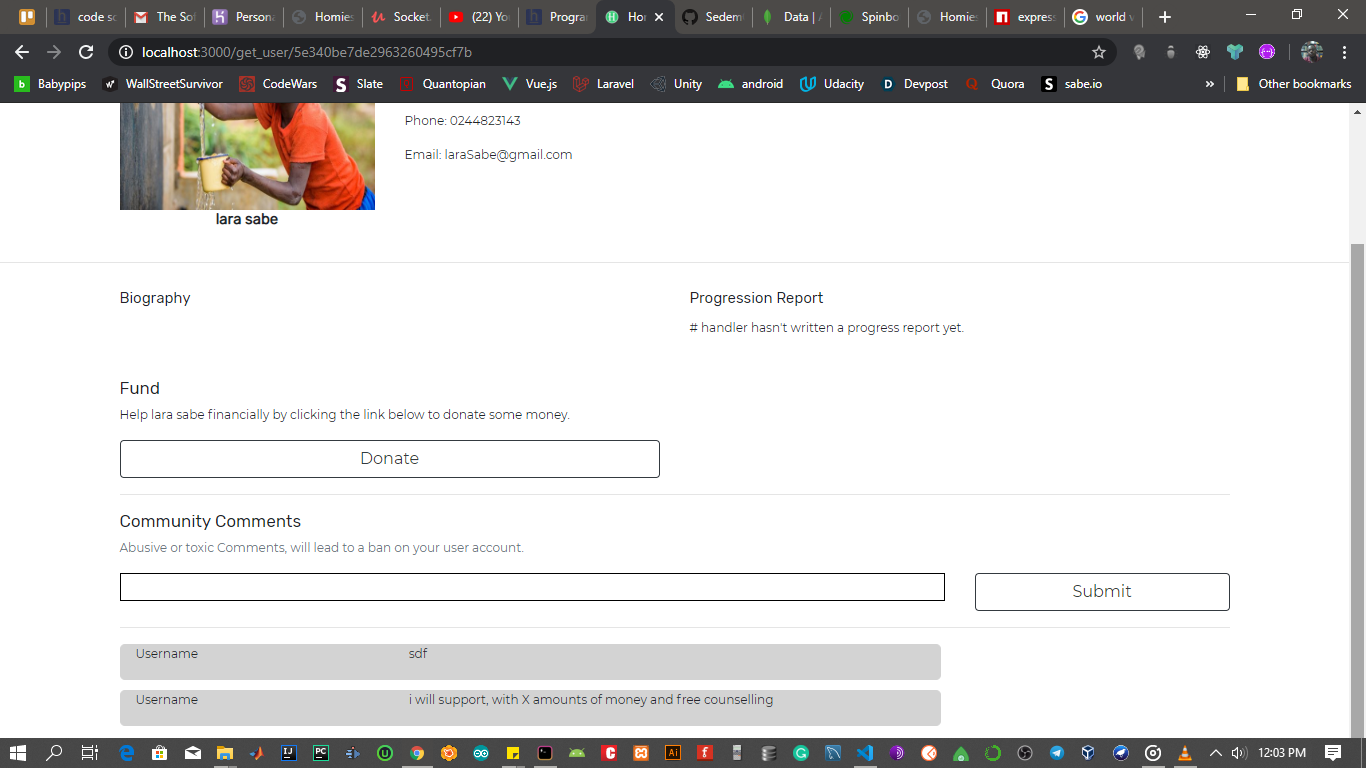 code sc
The Sof
Persona
Homies
Socket.
(22) Yo
Progra
Ho
Sedem
Data | A
Spinbo
Homies
express
world v
localhost:3000/get_user/5e340be7de2963260495cf7b
Babypips WallStreetSurvivor CodeWars Slate Quantopian Vue.js Laravel Unity android Udacity Devpost Quora sabe.io » Other bookmarks
Phone: 0244823143
Email: laraSabe@gmail.com
lara sabe
Biography
Progression Report
# handler hasn't written a progress report yet.
Fund
Help lara sabe financially by clicking the link below to donate some money.
Donate
Community Comments
Abusive or toxic Comments, will lead to a ban on your user account.
Submit
Username sdf
Username i will support, with X amounts of money and free counselling
12:03 PM